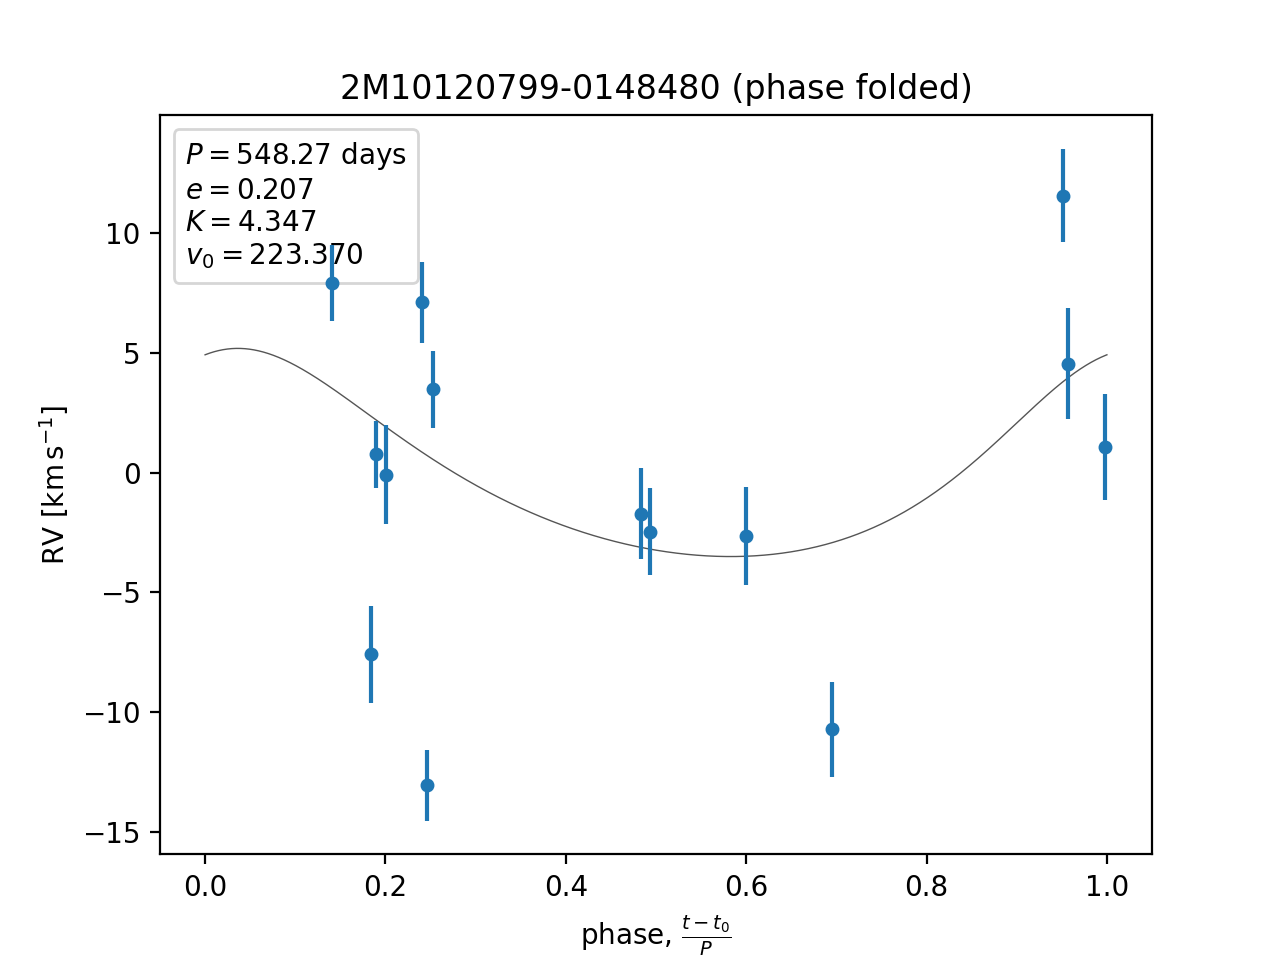 2M10120799-0148480 (phase folded)
P = 548.27 days
e = 0.207
K = 4.347
v₀ = 223.370
10
5
0
−5
−10
−15
RV [km s⁻¹]
0.0 0.2 0.4 0.6 0.8 1.0
phase, (t − t₀)/P